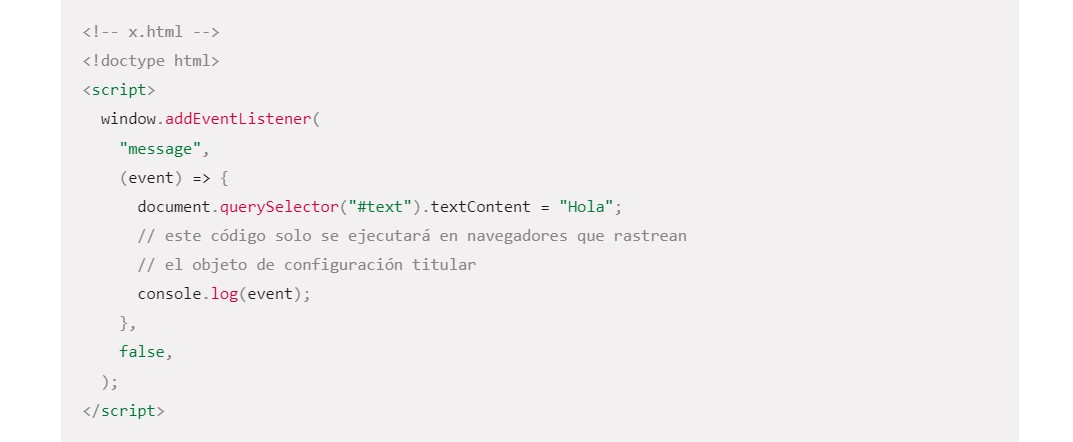 <!-- x.html -->
<!doctype html>
<script>
  window.addEventListener(
    "message",
    (event) => {
      document.querySelector("#text").textContent = "Hola";
      // este código solo se ejecutará en navegadores que rastrean
      // el objeto de configuración titular
      console.log(event);
    },
    false,
  );
</script>